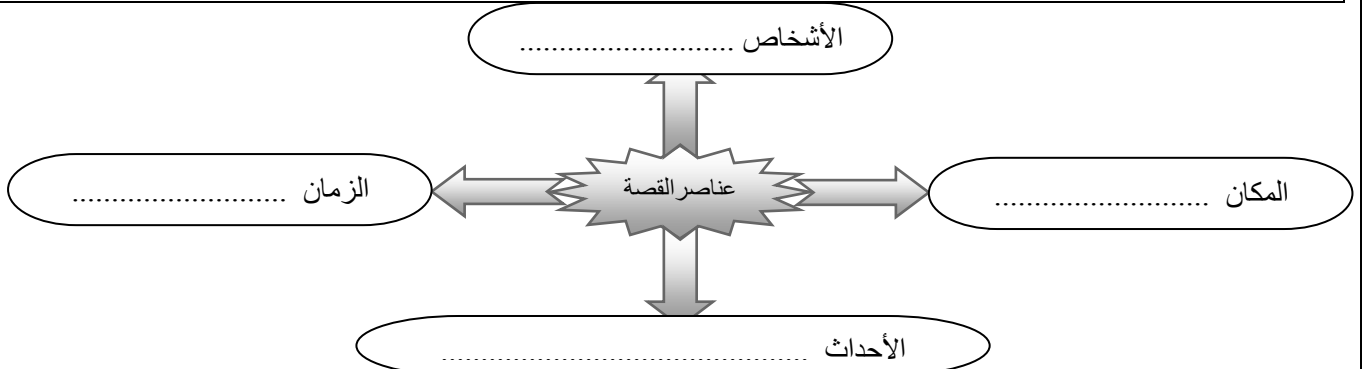 الأشخاص ...........................
المكان ...........................
عناصر القصة
الزمان ...........................
الأحداث ..............................................